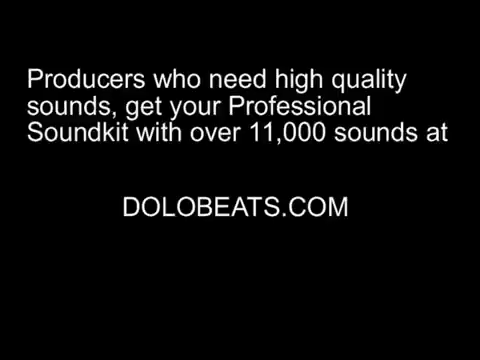 Producers who need high quality
sounds, get your Professional
Soundkit with over 11,000 sounds at
DOLOBEATS.COM